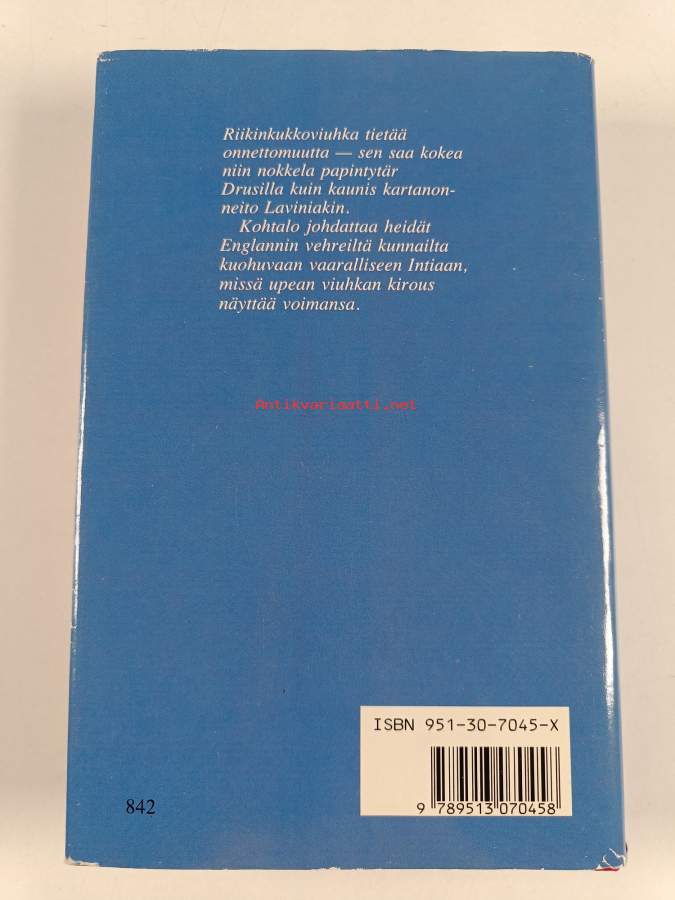 Riikinkukkoviuhka tietää
onnettomuutta — sen saa kokea
niin nokkela papintytär
Drusilla kuin kaunis kartanon-
neito Laviniakin.
Kohtalo johdattaa heidät
Englannin vehreiltä kunnailta
kuohuvaan vaaralliseen Intiaan,
missä upean viuhkan kirous
näyttää voimansa.
Antikvariaatti.net
ISBN 951-30-7045-X
9 789513 070458
842